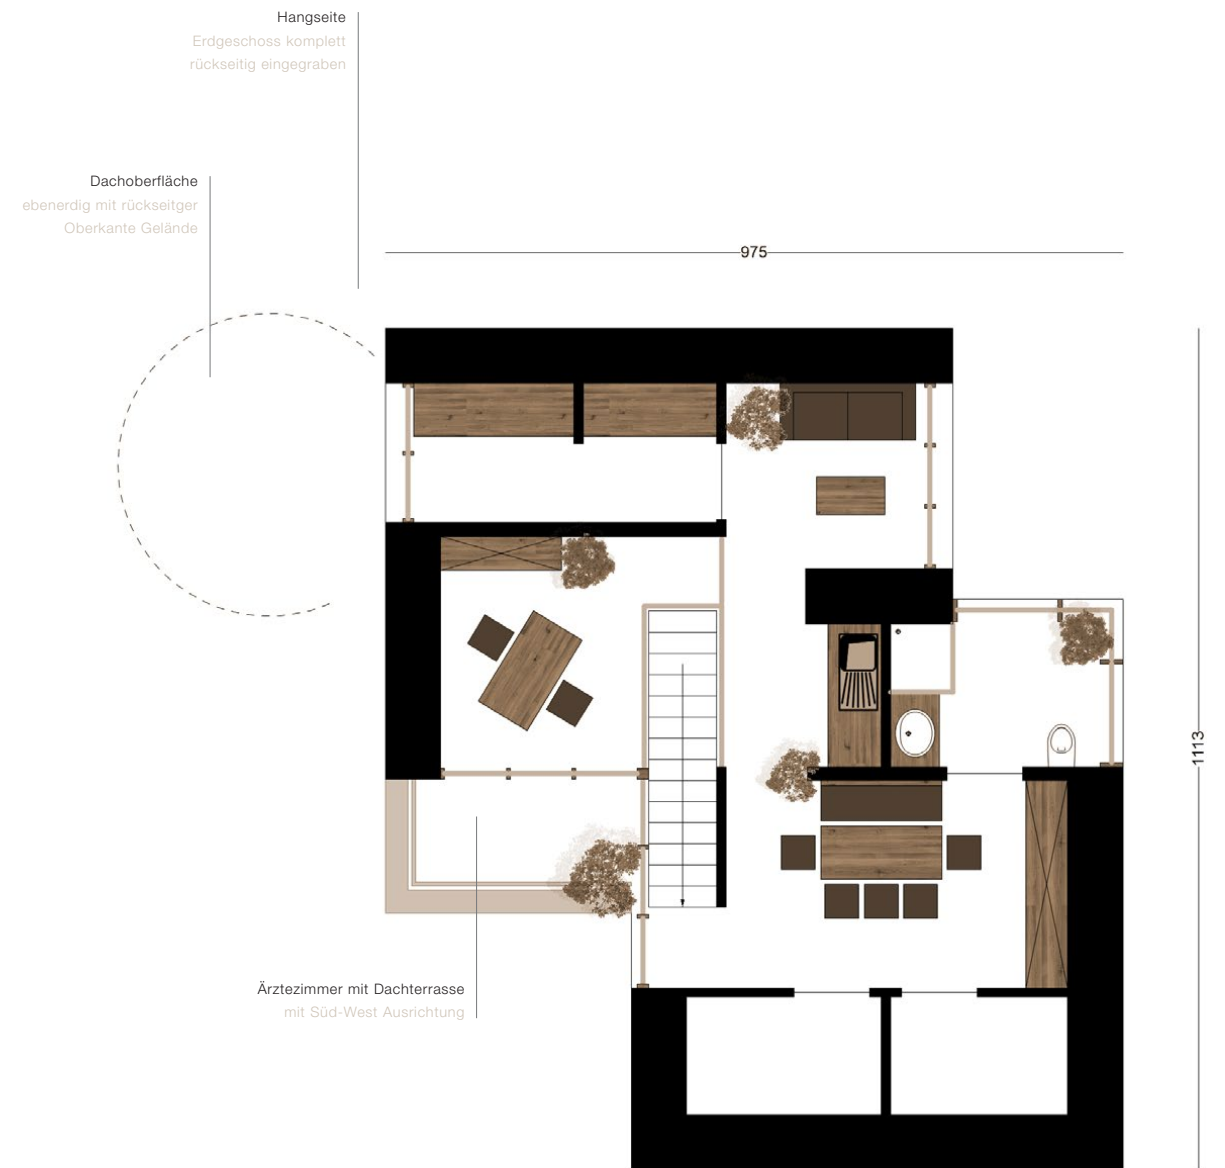 Hangseite
Erdgeschoss komplett
rückseitig eingegraben
Dachoberfläche
ebenerdig mit rückseitger
Oberkante Gelände
975
1113
Ärztezimmer mit Dachterrasse
mit Süd-West Ausrichtung